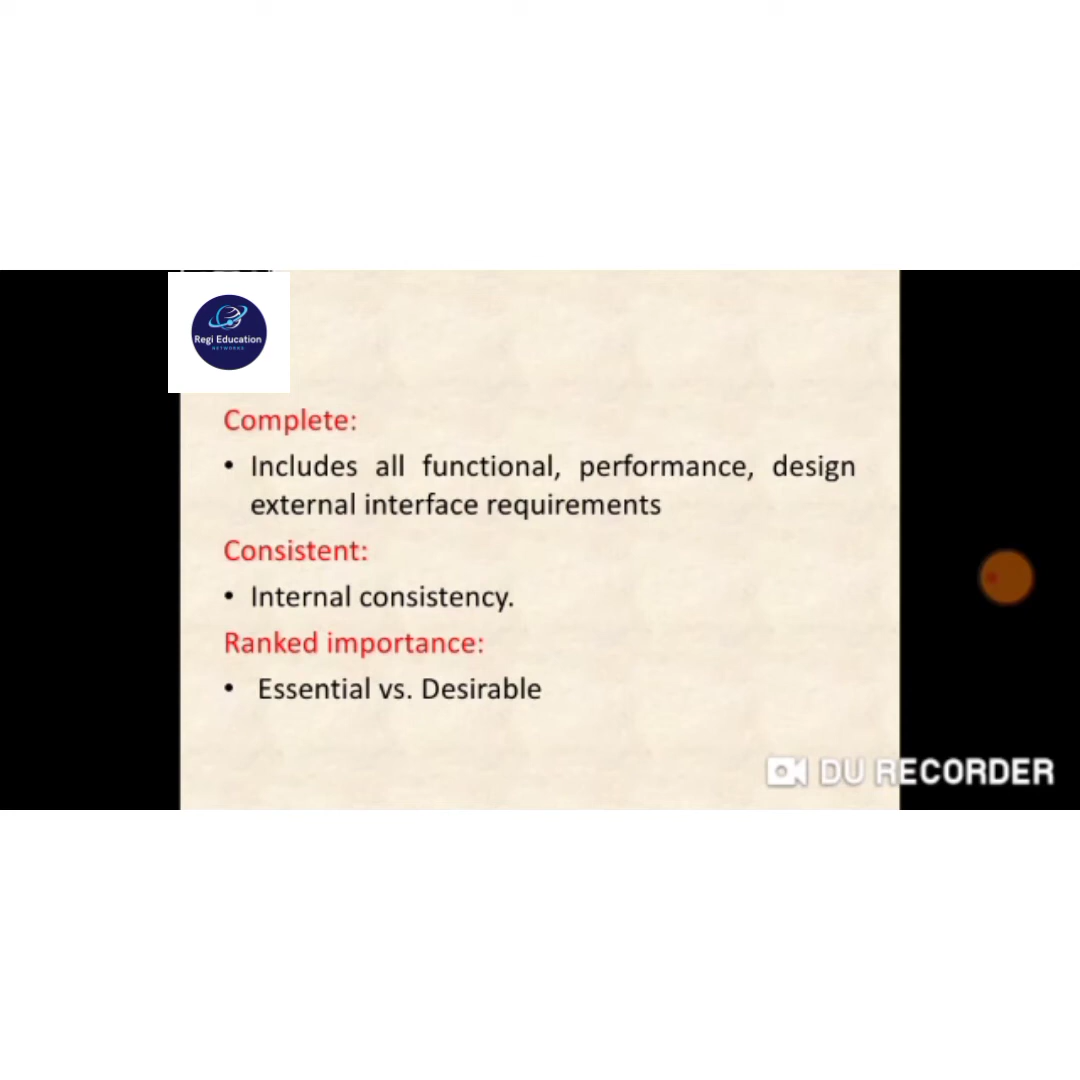 Regi Education
NETWORKS
Complete:
• Includes all functional, performance, design
external interface requirements
Consistent:
• Internal consistency.
Ranked importance:
• Essential vs. Desirable
DU RECORDER